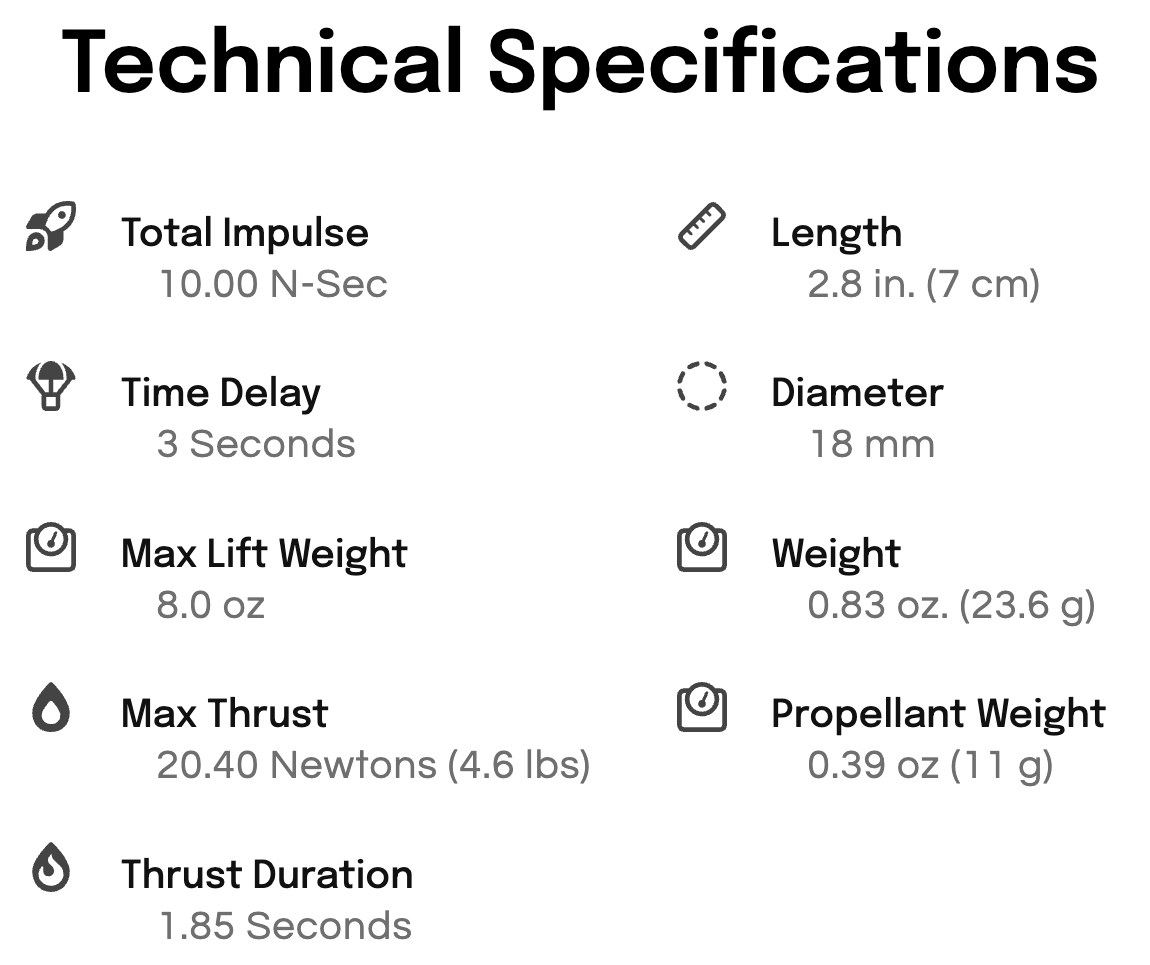 Technical Specifications
Total Impulse
10.00 N-Sec
Length
2.8 in. (7 cm)
Time Delay
3 Seconds
Diameter
18 mm
Max Lift Weight
8.0 oz
Weight
0.83 oz. (23.6 g)
Max Thrust
20.40 Newtons (4.6 lbs)
Propellant Weight
0.39 oz (11 g)
Thrust Duration
1.85 Seconds